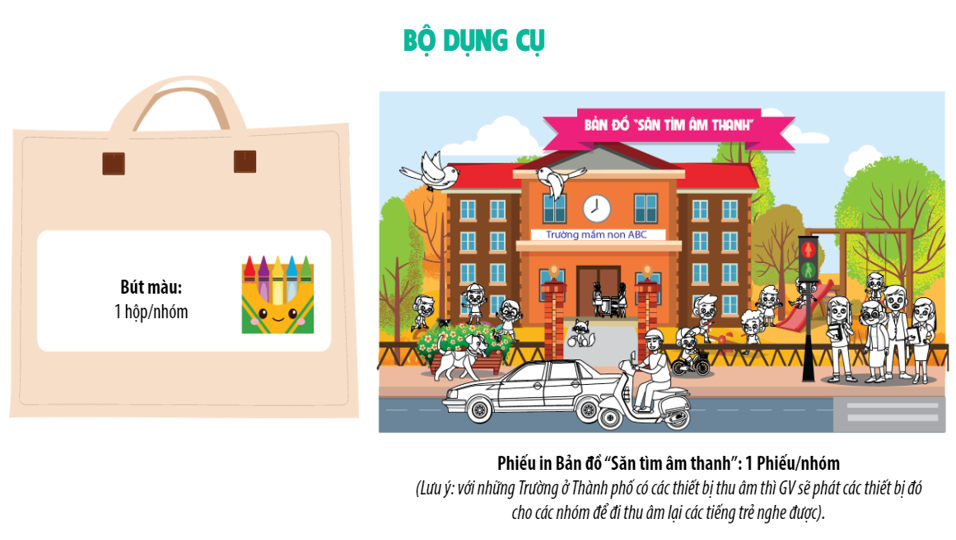 BỘ DỤNG CỤ
BẢN ĐỒ "SĂN TÌM ÂM THANH"
Trường mầm non ABC
Bút màu:
1 hộp/nhóm
Phiếu in Bản đồ “Săn tìm âm thanh”: 1 Phiếu/nhóm
(Lưu ý: với những Trường ở Thành phố có các thiết bị thu âm thì GV sẽ phát các thiết bị đó
cho các nhóm để đi thu âm lại các tiếng trẻ nghe được).